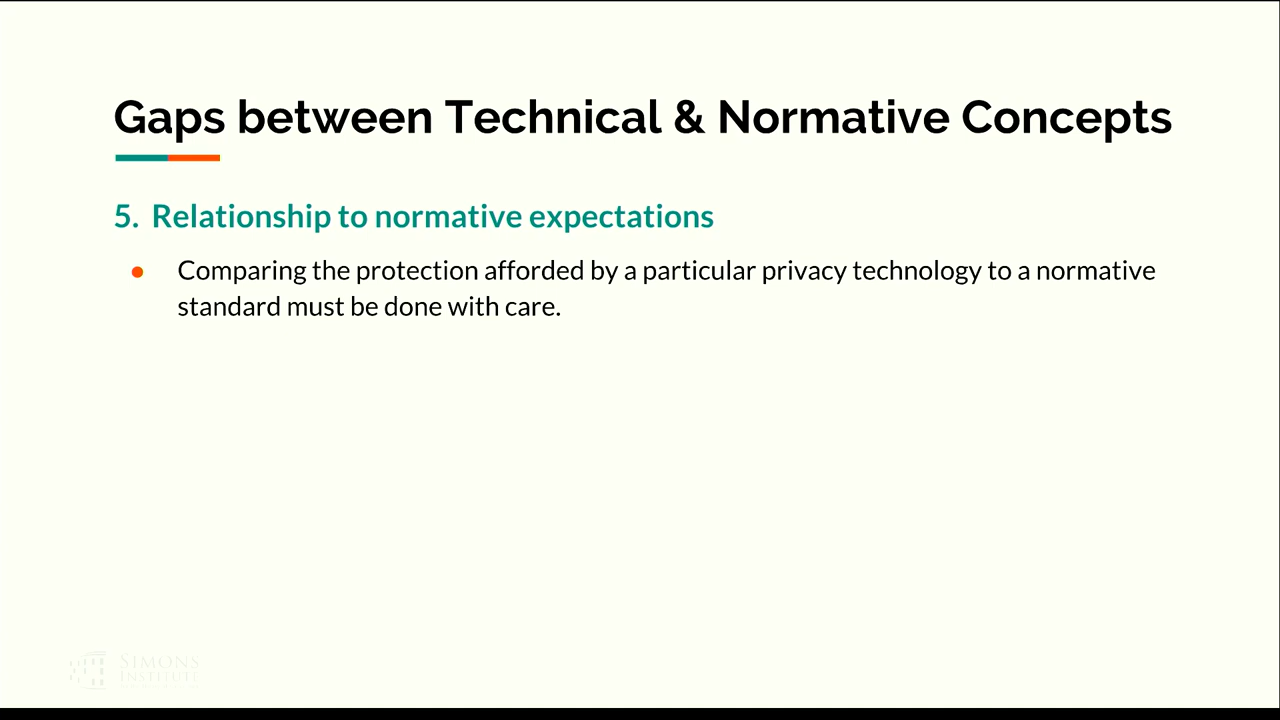 Gaps between Technical & Normative Concepts
5. Relationship to normative expectations
● Comparing the protection afforded by a particular privacy technology to a normative
standard must be done with care.
SIMONS
INSTITUTE